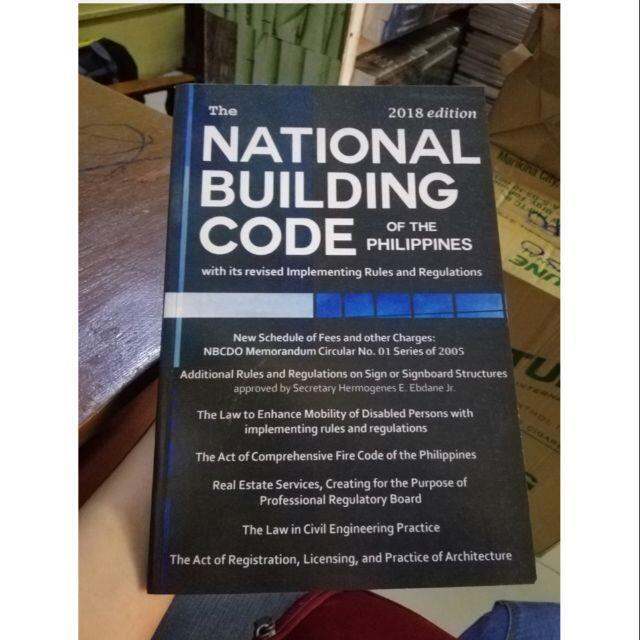 The
2018 edition
NATIONAL
BUILDING
CODE
OF THE
PHILIPPINES
with its revised Implementing Rules and Regulations
New Schedule of Fees and other Charges:
NBCDO Memorandum Circular No. 01 Series of 2005
Additional Rules and Regulations on Sign or Signboard Structures
approved by Secretary Hermogenes E. Ebdane Jr.
The Law to Enhance Mobility of Disabled Persons with
implementing rules and regulations
The Act of Comprehensive Fire Code of the Philippines
Real Estate Services, Creating for the Purpose of
Professional Regulatory Board
The Law in Civil Engineering Practice
The Act of Registration, Licensing, and Practice of Architecture
Marikina City